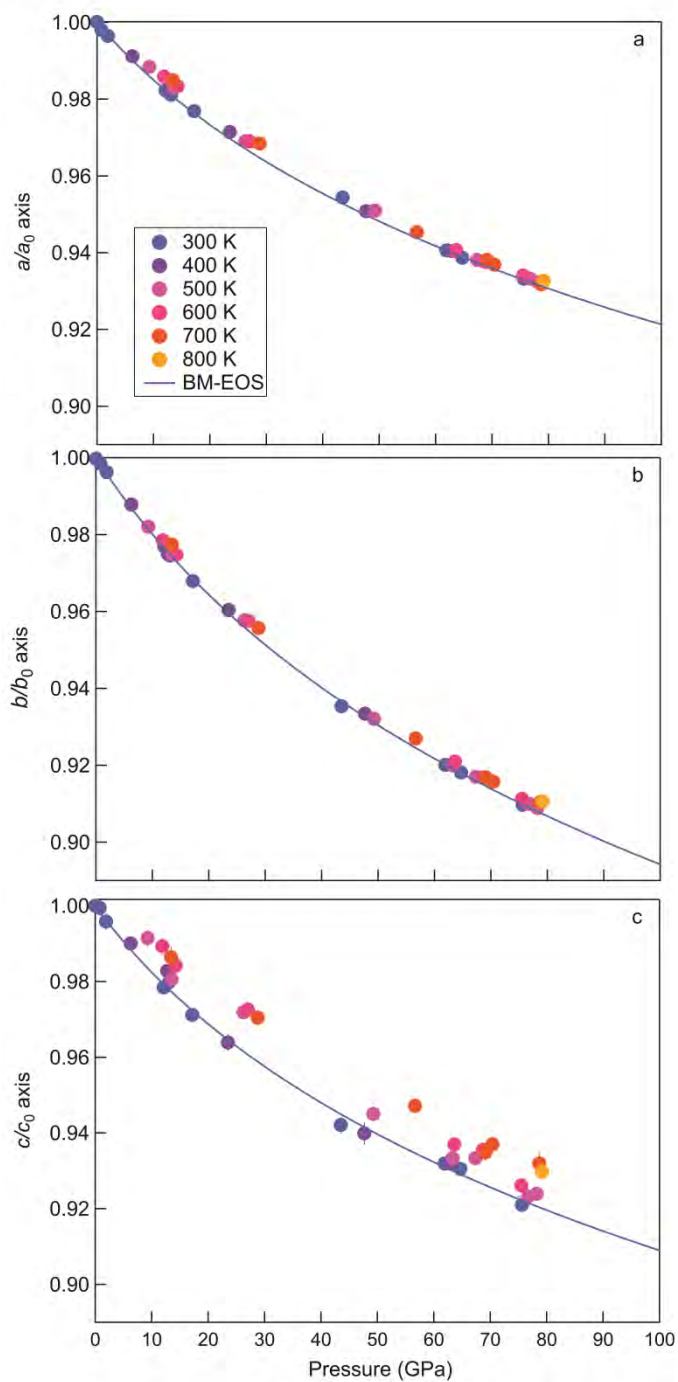 a
1.00
0.98
0.96
0.94
0.92
0.90
a/a0 axis
300 K
400 K
500 K
600 K
700 K
800 K
BM-EOS
b
1.00
0.98
0.96
0.94
0.92
0.90
b/b0 axis
c
1.00
0.98
0.96
0.94
0.92
0.90
c/c0 axis
0 10 20 30 40 50 60 70 80 90 100
Pressure (GPa)